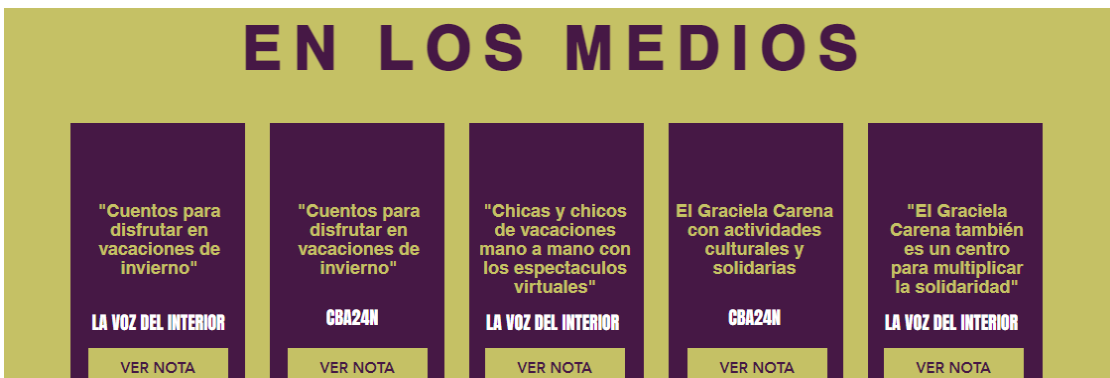 EN LOS MEDIOS
"Cuentos para
disfrutar en
vacaciones de
invierno"
LA VOZ DEL INTERIOR
VER NOTA
"Cuentos para
disfrutar en
vacaciones de
invierno"
CBA24N
VER NOTA
"Chicas y chicos
de vacaciones
mano a mano con
los espectaculos
virtuales"
LA VOZ DEL INTERIOR
VER NOTA
El Graciela Carena
con actividades
culturales y
solidarias
CBA24N
VER NOTA
"El Graciela
Carena también
es un centro
para multiplicar
la solidaridad"
LA VOZ DEL INTERIOR
VER NOTA